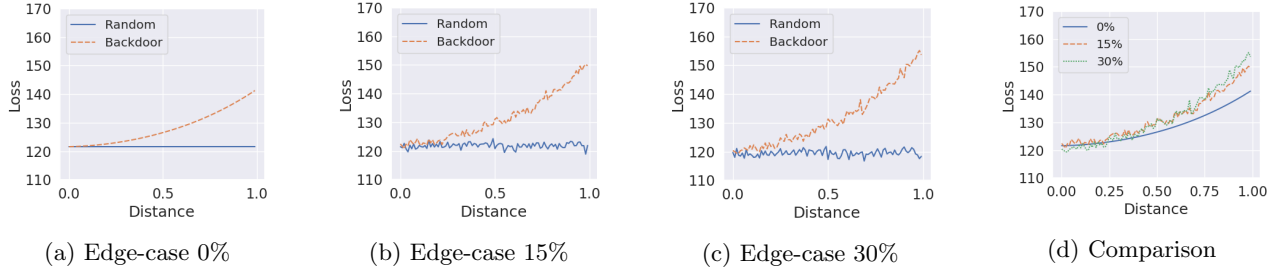 170
160
150
140
130
120
110
Loss
Random
Backdoor
0.0 0.5 1.0
Distance
(a) Edge-case 0%
170
160
150
140
130
120
110
Loss
Random
Backdoor
0.0 0.5 1.0
Distance
(b) Edge-case 15%
170
160
150
140
130
120
110
Loss
Random
Backdoor
0.0 0.5 1.0
Distance
(c) Edge-case 30%
170
160
150
140
130
120
110
Loss
0%
15%
30%
0.00 0.25 0.50 0.75 1.00
Distance
(d) Comparison